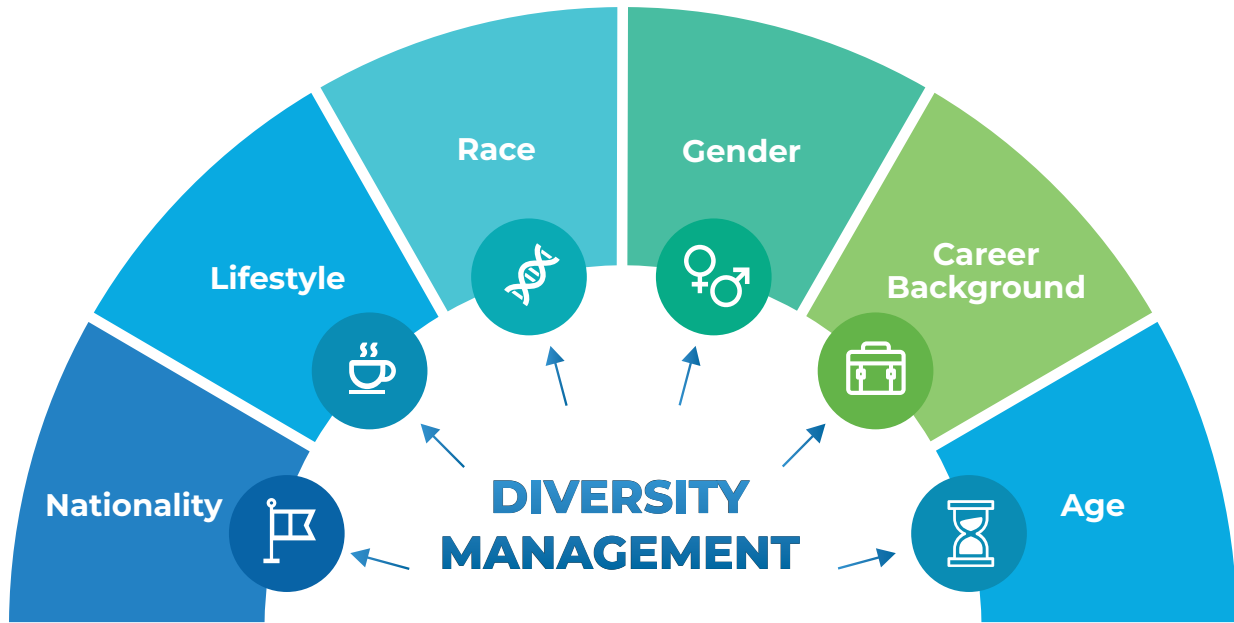 Race
Gender
Lifestyle
Career
Background
Nationality
Age
DIVERSITY
MANAGEMENT